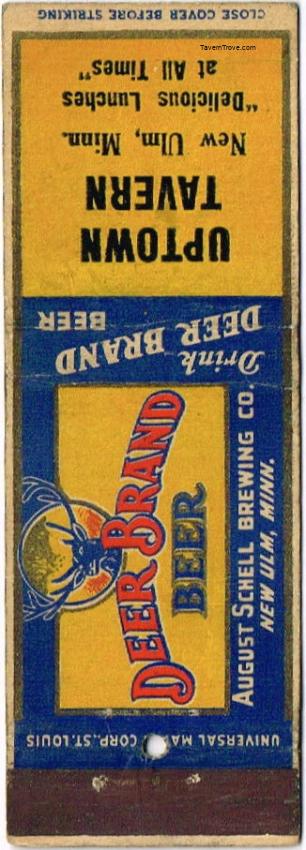 CLOSE COVER BEFORE STRIKING
TavernTrove.com
UPTOWN
TAVERN
New Ulm, Minn.
"Delicious Lunches
at All Times"
Drink
DEER BRAND
BEER
DEER BRAND
BEER
AUGUST SCHELL BREWING CO.
NEW ULM, MINN.
UNIVERSAL MA CORP., ST. LOUIS